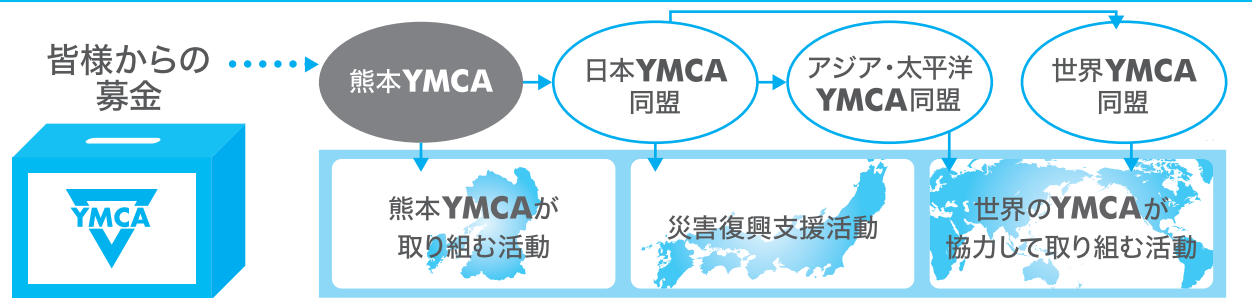 皆様からの
募金
YMCA
熊本YMCA
日本YMCA
同盟
アジア・太平洋
YMCA同盟
世界YMCA
同盟
熊本YMCAが
取り組む活動
災害復興支援活動
世界のYMCAが
協力して取り組む活動